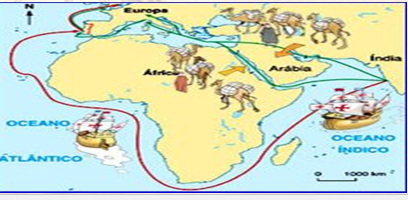 N
Europa
Índia
Arábia
África
OCEANO
ATLÂNTICO
OCEANO
ÍNDICO
0 1000 km